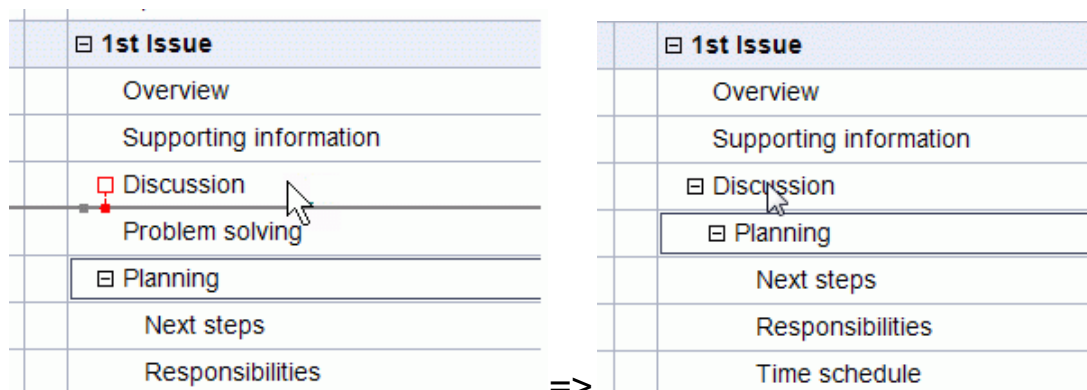 1st Issue
Overview
Supporting information
Discussion
Problem solving
Planning
Next steps
Responsibilities
=>
1st Issue
Overview
Supporting information
Discussion
Planning
Next steps
Responsibilities
Time schedule